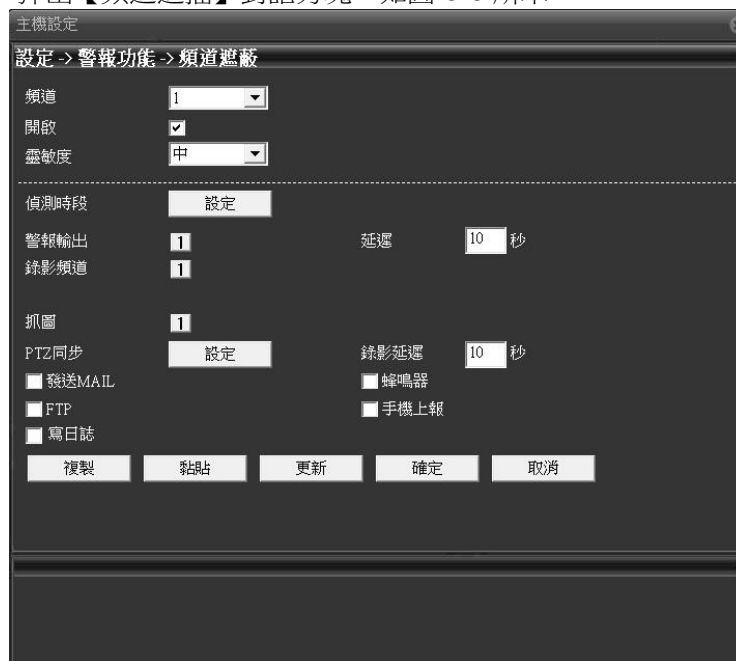 主機設定
設定 -> 警報功能 -> 頻道遮蔽
頻道 1
開啟
靈敏度 中
偵測時段 設定
警報輸出 1 延遲 10 秒
錄影頻道 1
抓圖 1
PTZ同步 設定 錄影延遲 10 秒
發送MAIL 蜂鳴器
FTP 手機上報
寫日誌
複製 黏貼 更新 確定 取消